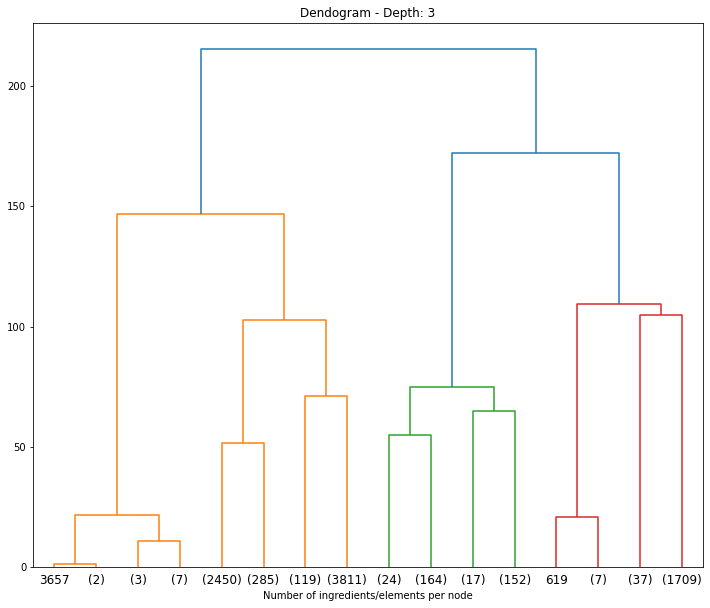 Dendogram - Depth: 3
200
150
100
50
0
3657 (2) (3) (7) (2450) (285) (119) (3811) (24) (164) (17) (152) 619 (7) (37) (1709)
Number of ingredients/elements per node